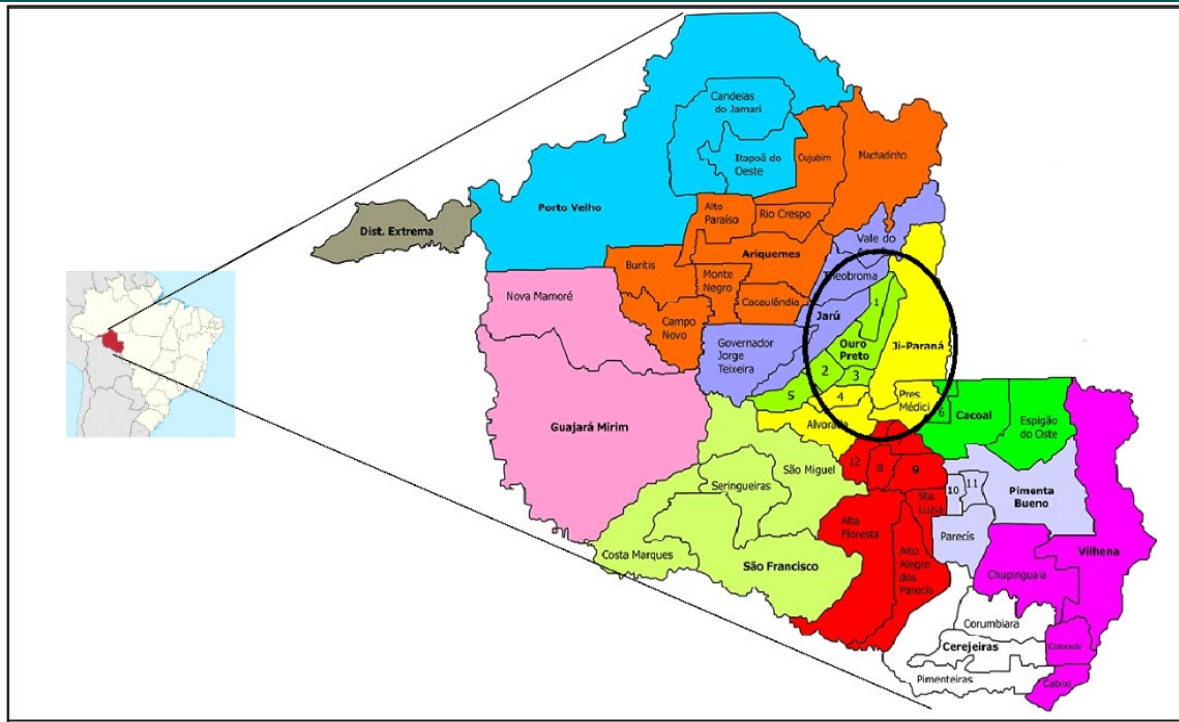 Candeias
do Jamari
Itapoã do
Oeste
Cujubim
Machadinho
Porto Velho
Dist. Extrema
Alto
Paraíso
Rio Crespo
Vale do
Buritis
Ariquemes
Monte
Negro
Theobroma
Nova Mamoré
Cacaulândia
Campo
Novo
Jarú
1
Governador
Jorge
Teixeira
Ouro
Preto
Ji-Paraná
2
3
5
4
Pres.
Médici
6
Cacoal
Espigão
do Oeste
Guajará Mirim
Alvorada
São Miguel
12
8
9
Seringueiras
10
11
Pimenta
Bueno
Sta.
Luzia
Alta
Floresta
Parecís
Vilhena
Costa Marques
São Francisco
Alto
Alegre
dos
Parecis
Chupinguaia
Corumbiara
Cerejeiras
Colorado
Pimenteiras
Cabixi